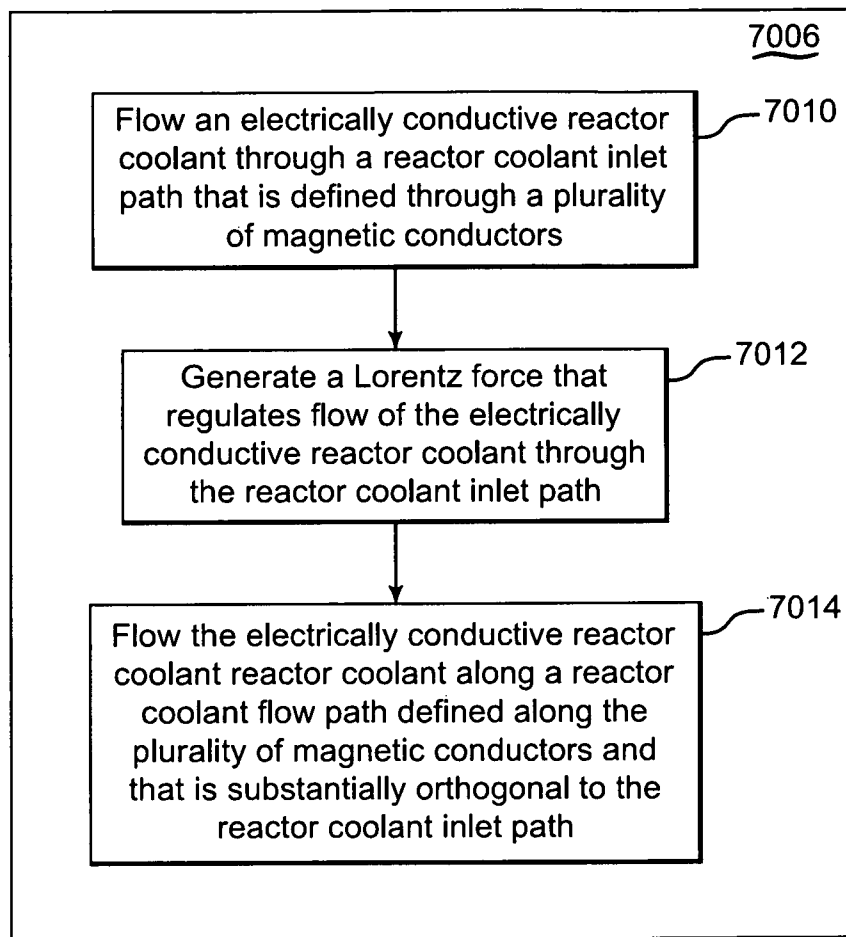 7006
7010
Flow an electrically conductive reactor
coolant through a reactor coolant inlet
path that is defined through a plurality
of magnetic conductors
7012
Generate a Lorentz force that
regulates flow of the electrically
conductive reactor coolant through
the reactor coolant inlet path
7014
Flow the electrically conductive reactor
coolant reactor coolant along a reactor
coolant flow path defined along the
plurality of magnetic conductors and
that is substantially orthogonal to the
reactor coolant inlet path